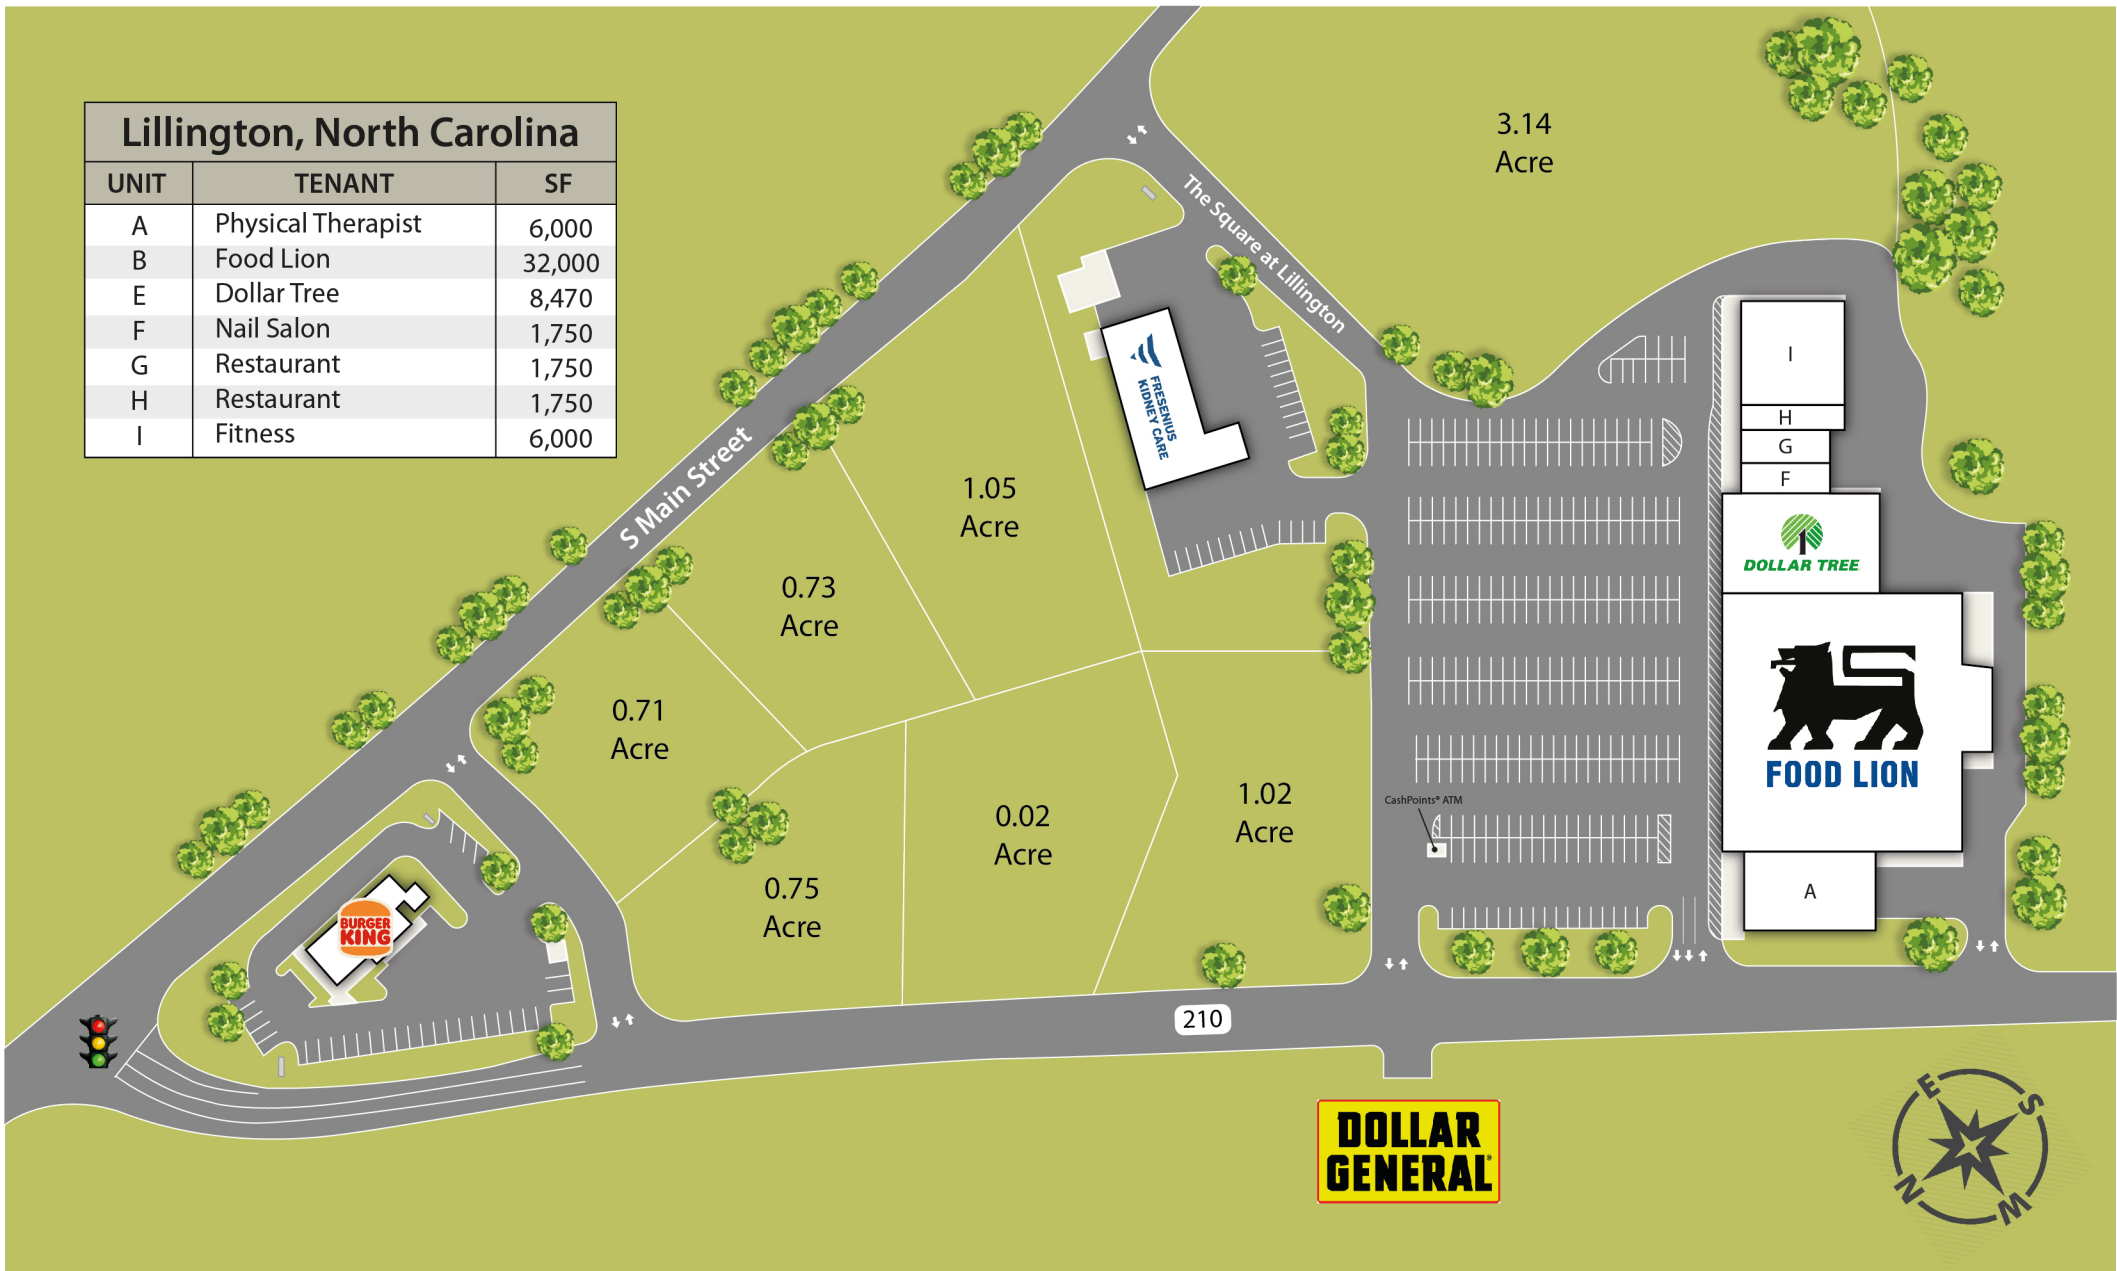 Lillington, North Carolina
UNIT TENANT SF
A Physical Therapist 6,000
B Food Lion 32,000
E Dollar Tree 8,470
F Nail Salon 1,750
G Restaurant 1,750
H Restaurant 1,750
I Fitness 6,000
3.14
Acre
The Square at Lillington
S Main Street
FRESENIUS
KIDNEY CARE
1.05
Acre
0.73
Acre
0.71
Acre
0.75
Acre
0.02
Acre
1.02
Acre
I
H
G
F
DOLLAR TREE
FOOD LION
A
CashPoints® ATM
BURGER
KING
210
DOLLAR
GENERAL®
E
S
N
W